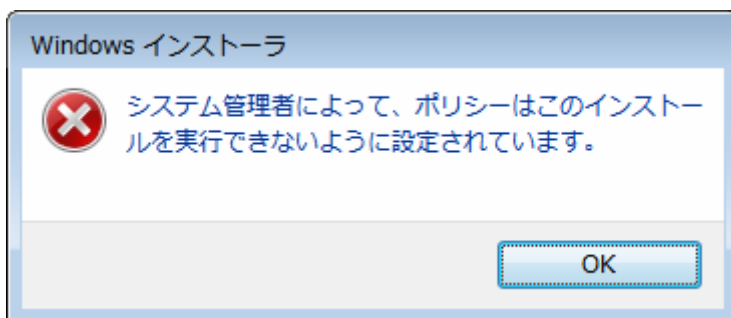 Windows インストーラ
システム管理者によって、ポリシーはこのインストー
ルを実行できないように設定されています。
OK